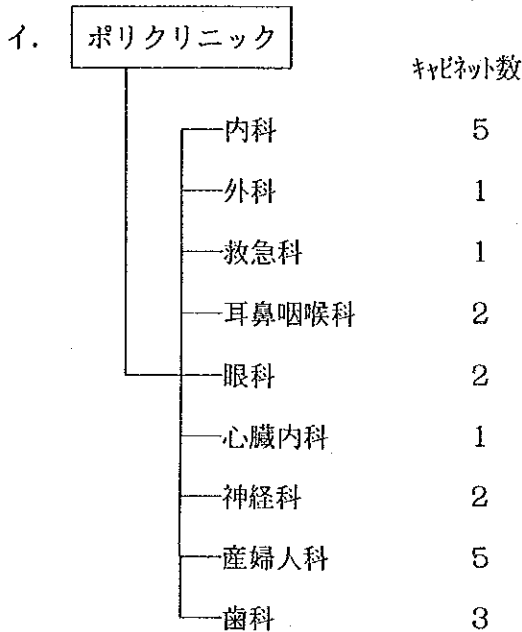 イ. ポリクリニック
キャビネット数
内科 5
外科 1
救急科 1
耳鼻咽喉科 2
眼科 2
心臓内科 1
神経科 2
産婦人科 5
歯科 3